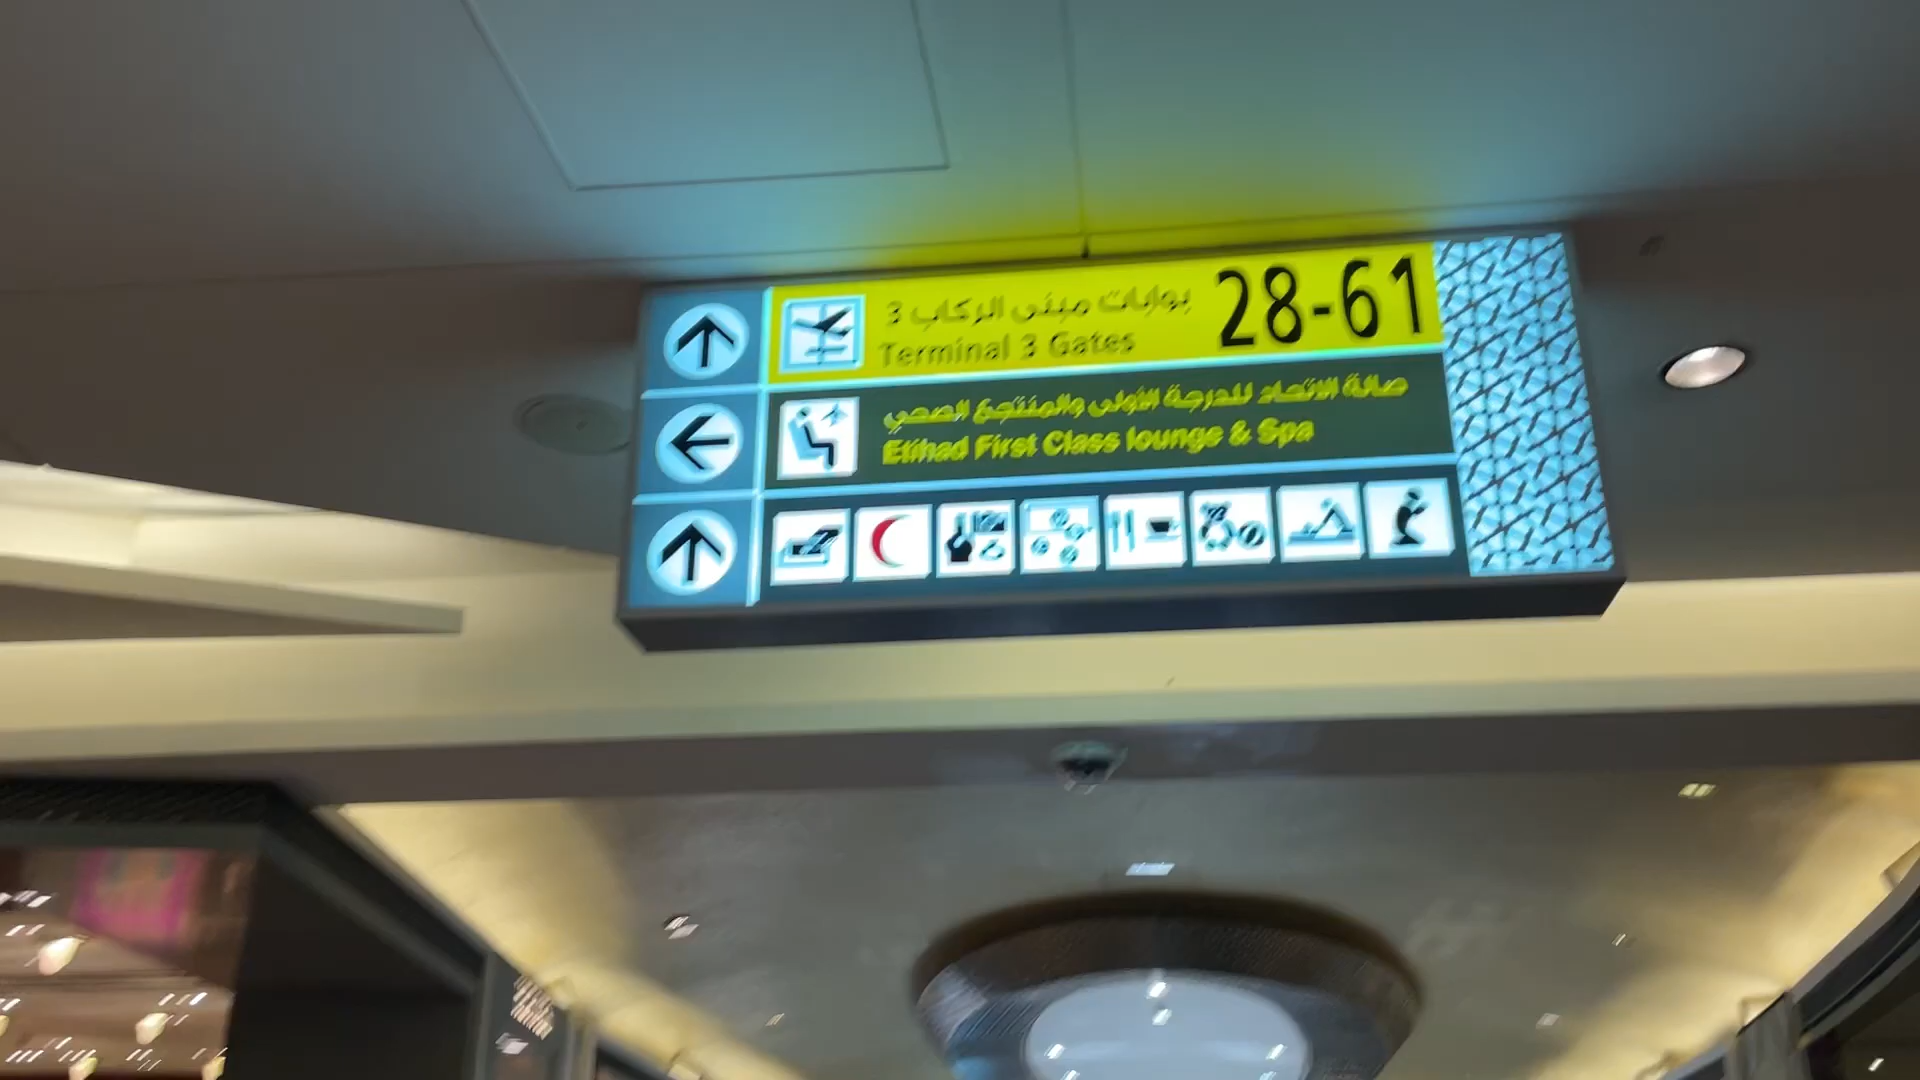 بوابات مبنى الركاب 3
Terminal 3 Gates
28-61
صالة الاتحاد للدرجة الأولى والمنتجع الصحي
Etihad First Class lounge & Spa